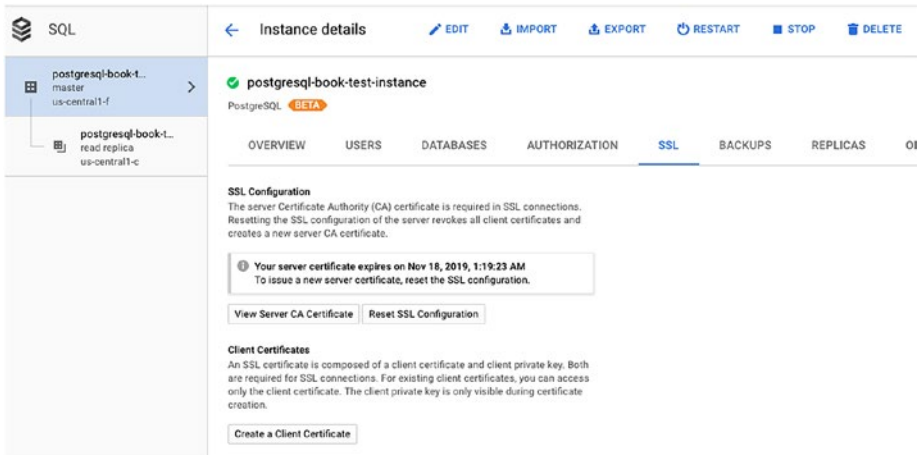 SQL
Instance details
EDIT
IMPORT
EXPORT
RESTART
STOP
DELETE
postgresql-book-t...
master
us-central1-f
postgresql-book-t...
read replica
us-central1-c
postgresql-book-test-instance
PostgreSQL BETA
OVERVIEW
USERS
DATABASES
AUTHORIZATION
SSL
BACKUPS
REPLICAS
SSL Configuration
The server Certificate Authority (CA) certificate is required in SSL connections.
Resetting the SSL configuration of the server revokes all client certificates and
creates a new server CA certificate.
Your server certificate expires on Nov 18, 2019, 1:19:23 AM
To issue a new server certificate, reset the SSL configuration.
View Server CA Certificate
Reset SSL Configuration
Client Certificates
An SSL certificate is composed of a client certificate and client private key. Both
are required for SSL connections. For existing client certificates, you can access
only the client certificate. The client private key is only visible during certificate
creation.
Create a Client Certificate